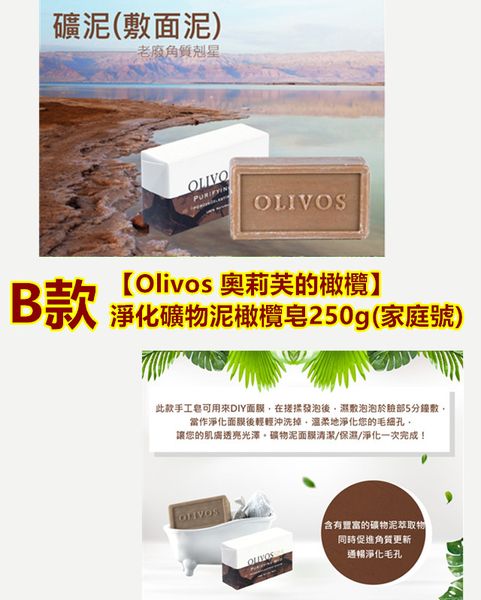 礦泥(敷面泥)
老廢角質剋星
OLIVO
PURIFYING
OLIVOS
B款
【Olivos 奧莉芙的橄欖】
淨化礦物泥橄欖皂250g(家庭號)
此款手工皂可用來DIY面膜，在搓揉發泡後，濕敷泡泡於臉部5分鐘敷，
當作淨化面膜後輕輕沖洗掉，溫柔地淨化您的毛細孔，
讓您的肌膚透亮光澤。礦物泥面膜清潔/保濕/淨化一次完成！
OLIVOS
OLIVOS
PURIFYING MUD
含有豐富的礦物泥萃取物
同時促進角質更新
通暢淨化毛孔